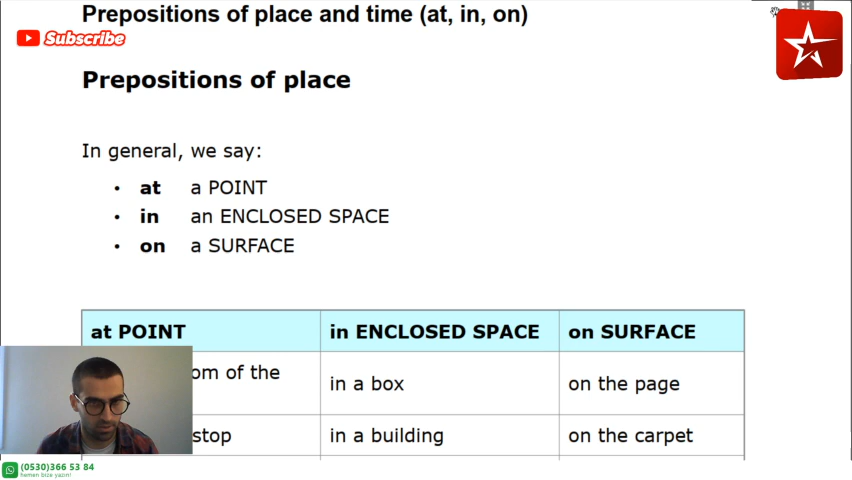 Prepositions of place and time (at, in, on)
Subscribe
Prepositions of place
In general, we say:
• at a POINT
• in an ENCLOSED SPACE
• on a SURFACE
at POINT in ENCLOSED SPACE on SURFACE
of the in a box on the page
stop in a building on the carpet
(0530)366 53 84
hemen bize yazın!